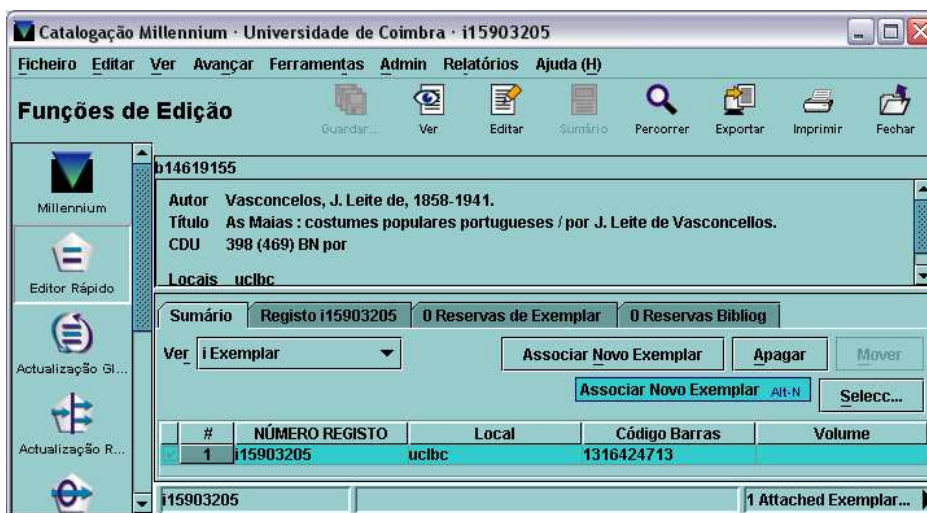 Catalogação Millennium · Universidade de Coimbra · i15903205
Ficheiro Editar Ver Avançar Ferramentas Admin Relatórios Ajuda (H)
Funções de Edição
Guardar... Ver Editar Sumário Percorrer Exportar Imprimir Fechar
Millennium
Editor Rápido
Actualização Gl...
Actualização R...
b14619155
Autor Vasconcelos, J. Leite de, 1858-1941.
Título As Maias : costumes populares portugueses / por J. Leite de Vasconcellos.
CDU 398 (469) BN por
Locais uclbc
Sumário Registo i15903205 0 Reservas de Exemplar 0 Reservas Bibliog
Ver i Exemplar Associar Novo Exemplar Apagar Mover
Associar Novo Exemplar Alt-N Selecc...
# NÚMERO REGISTO Local Código Barras Volume
1 i15903205 uclbc 1316424713
i15903205 1 Attached Exemplar...